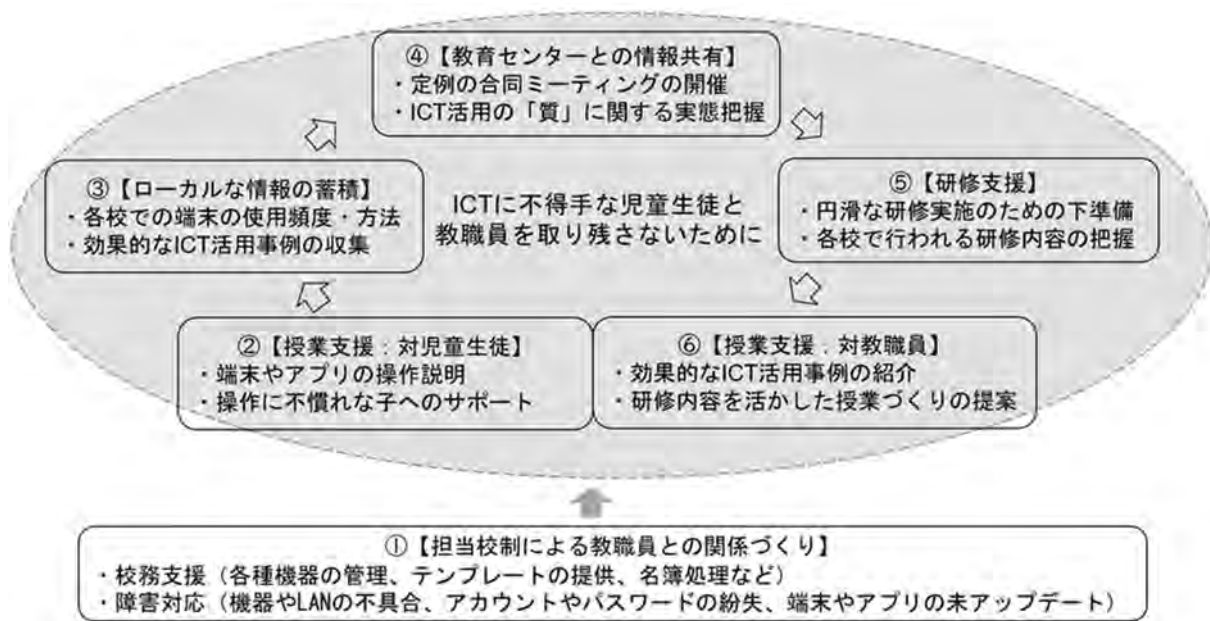 ④【教育センターとの情報共有】
・定例の合同ミーティングの開催
・ICT活用の「質」に関する実態把握
③【ローカルな情報の蓄積】
・各校での端末の使用頻度・方法
・効果的なICT活用事例の収集
ICTに不得手な児童生徒と
教職員を取り残さないために
⑤【研修支援】
・円滑な研修実施のための下準備
・各校で行われる研修内容の把握
②【授業支援：対児童生徒】
・端末やアプリの操作説明
・操作に不慣れな子へのサポート
⑥【授業支援：対教職員】
・効果的なICT活用事例の紹介
・研修内容を活かした授業づくりの提案
①【担当校制による教職員との関係づくり】
・校務支援（各種機器の管理、テンプレートの提供、名簿処理など）
・障害対応（機器やLANの不具合、アカウントやパスワードの紛失、端末やアプリの未アップデート）